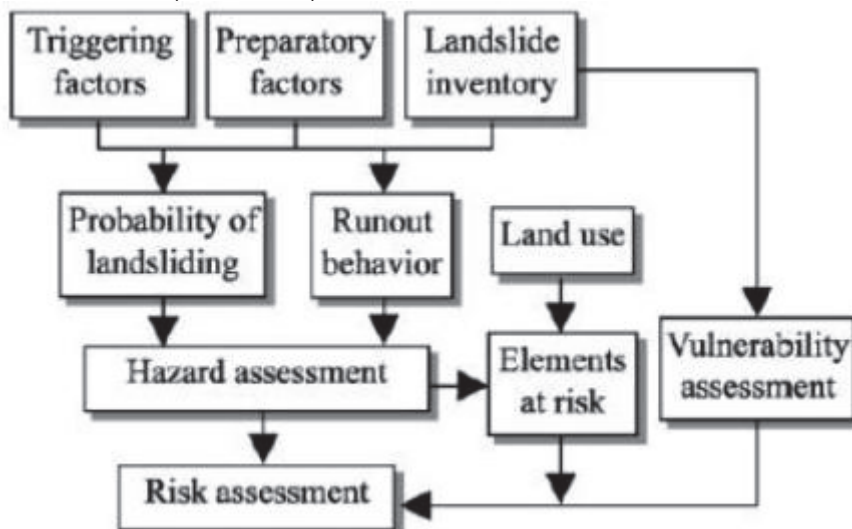 Triggering
factors
Preparatory
factors
Landslide
inventory
Probability of
landsliding
Runout
behavior
Land use
Hazard assessment
Elements
at risk
Vulnerability
assessment
Risk assessment